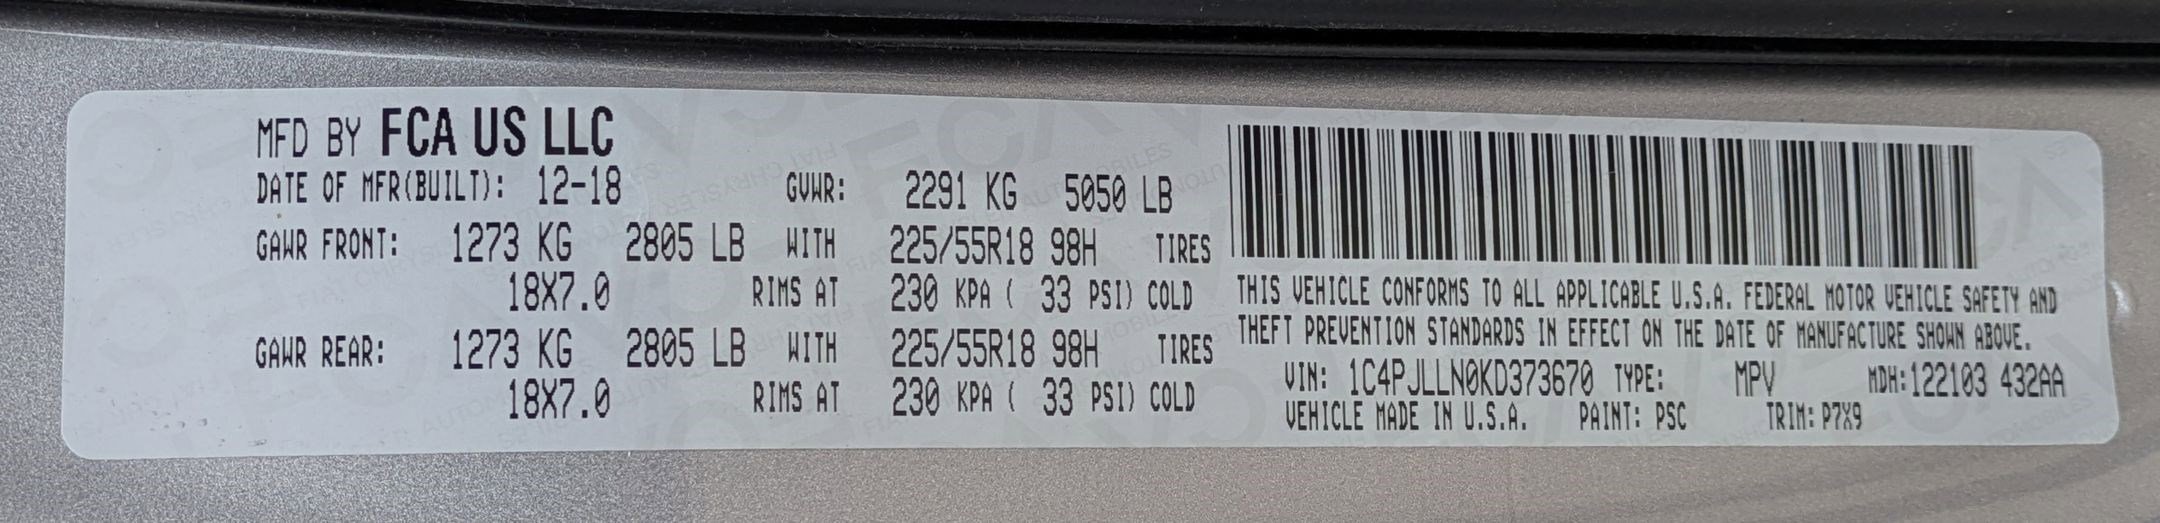 MFD BY FCA US LLC
DATE OF MFR(BUILT): 12-18 GVWR: 2291 KG 5050 LB
GAWR FRONT: 1273 KG 2805 LB WITH 225/55R18 98H TIRES
18X7.0 RIMS AT 230 KPA ( 33 PSI) COLD
GAWR REAR: 1273 KG 2805 LB WITH 225/55R18 98H TIRES
18X7.0 RIMS AT 230 KPA ( 33 PSI) COLD
THIS VEHICLE CONFORMS TO ALL APPLICABLE U.S.A. FEDERAL MOTOR VEHICLE SAFETY AND
THEFT PREVENTION STANDARDS IN EFFECT ON THE DATE OF MANUFACTURE SHOWN ABOVE.
VIN: 1C4PJLLN0KD373670 TYPE: MPV MDH:122103 432AA
VEHICLE MADE IN U.S.A. PAINT: PSC TRIM: P7X9